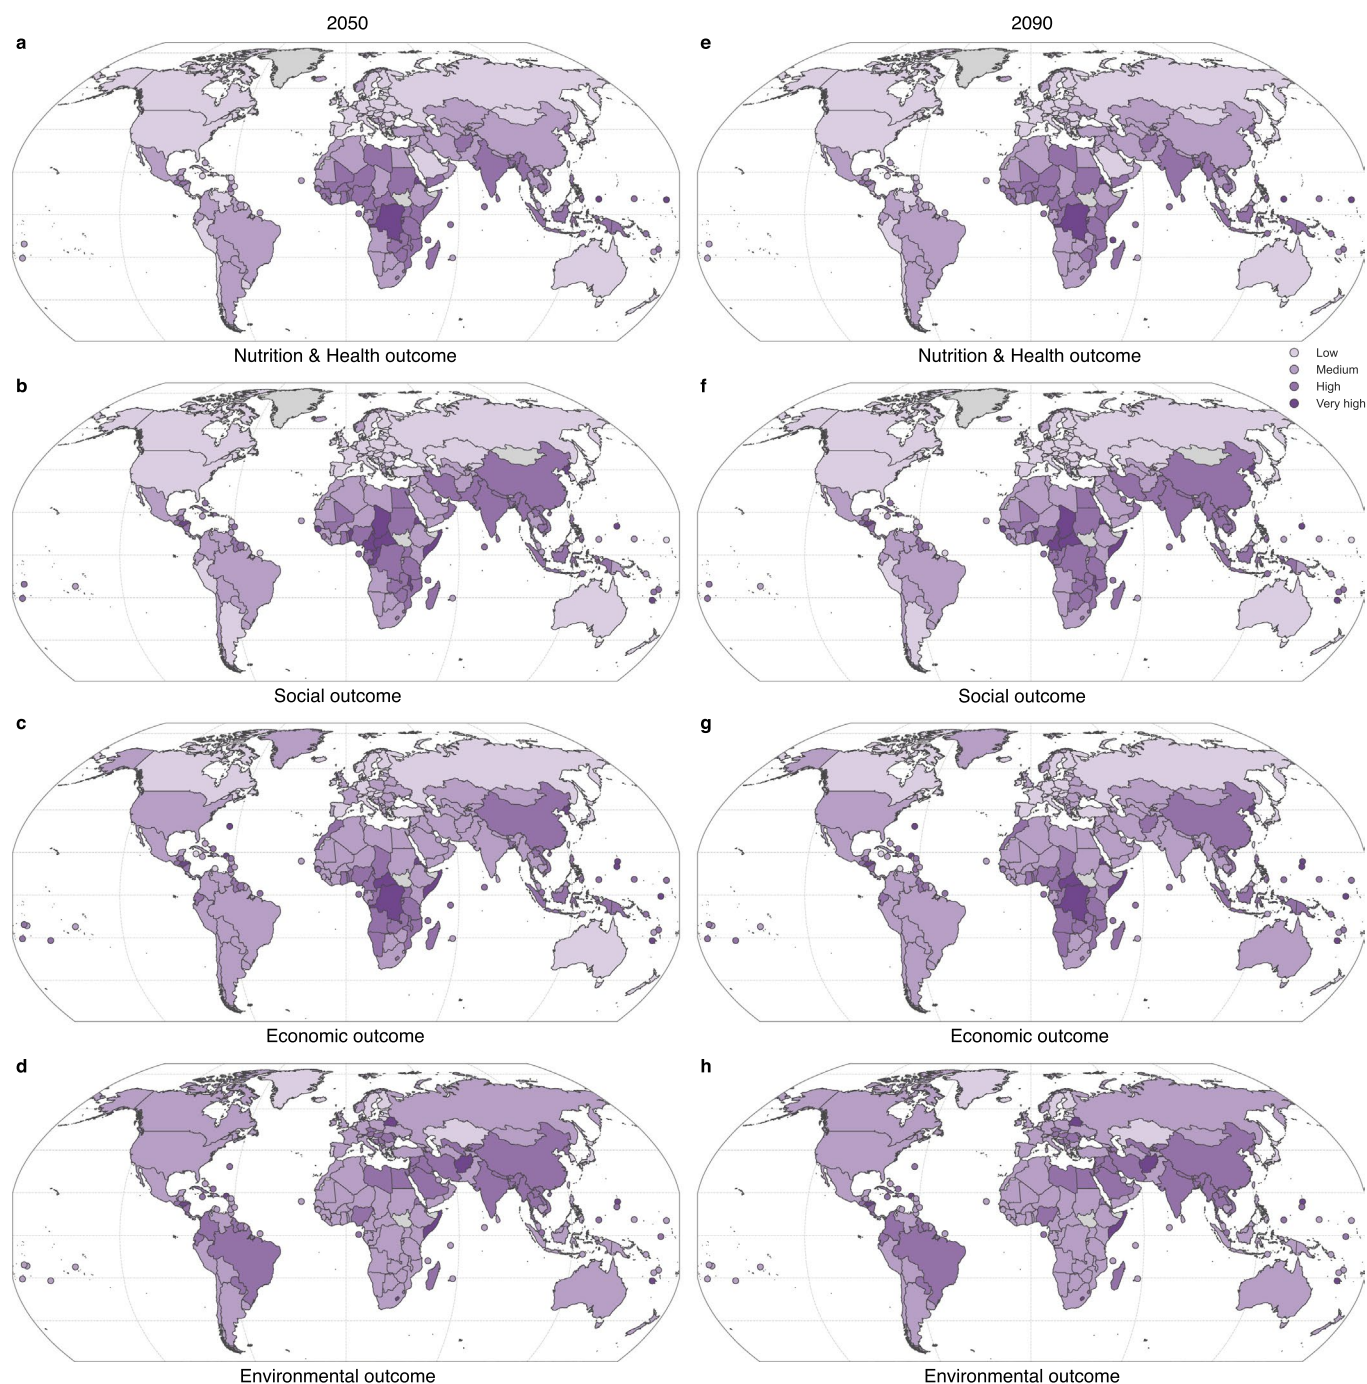 2050
2090
a
e
Nutrition & Health outcome
Nutrition & Health outcome
Low
Medium
High
Very high
b
f
Social outcome
Social outcome
c
g
Economic outcome
Economic outcome
d
h
Environmental outcome
Environmental outcome